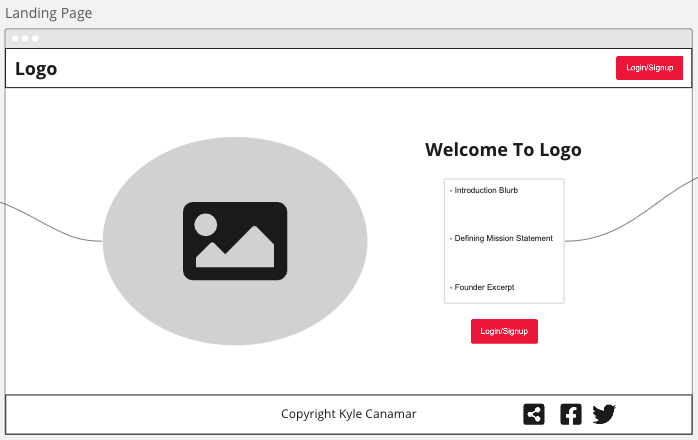 Landing Page
Logo
Login/Signup
Welcome To Logo
- Introduction Blurb
- Defining Mission Statement
- Founder Excerpt
Login/Signup
Copyright Kyle Canamar